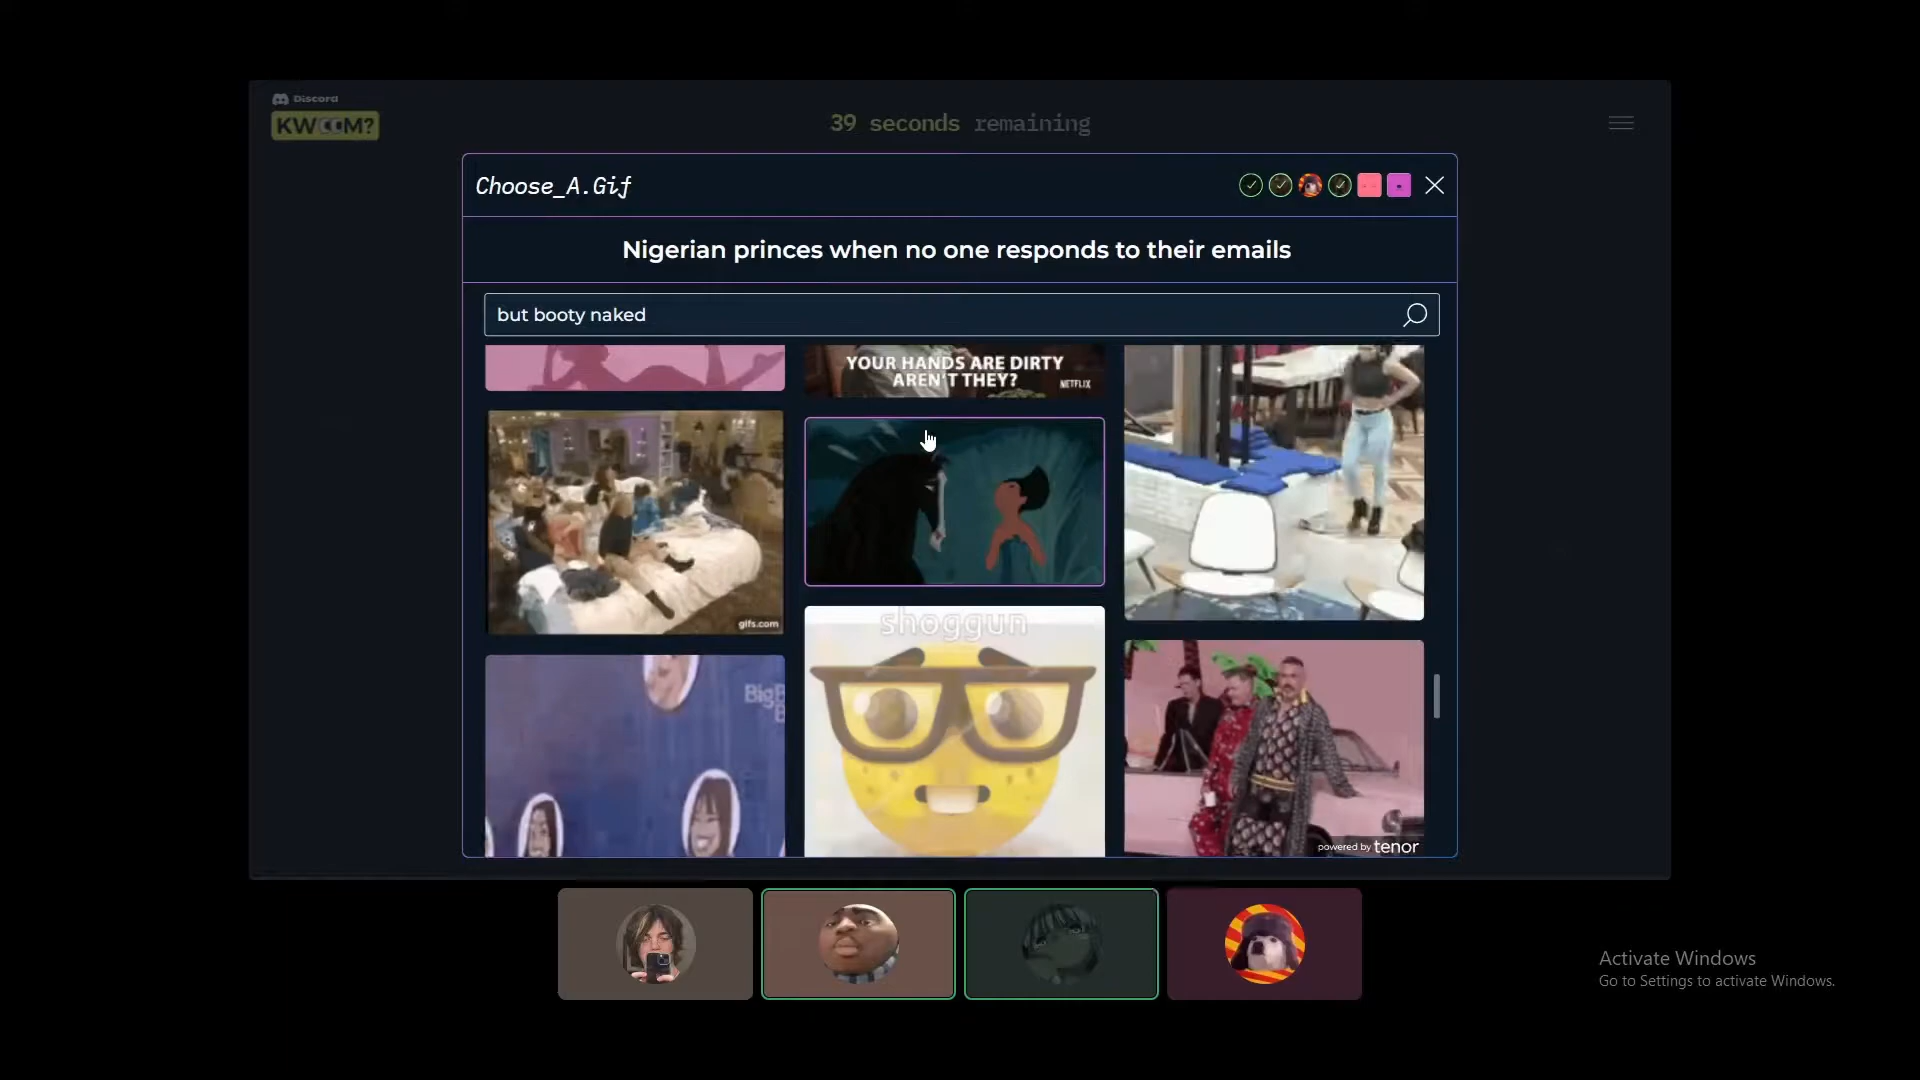 Discord
KWOOM?
39 seconds remaining
Choose_A.Gif
Nigerian princes when no one responds to their emails
but booty naked
YOUR HANDS ARE DIRTY
AREN'T THEY?
NETFLIX
gifs.com
shoggun
Big
powered by tenor
Activate Windows
Go to Settings to activate Windows.